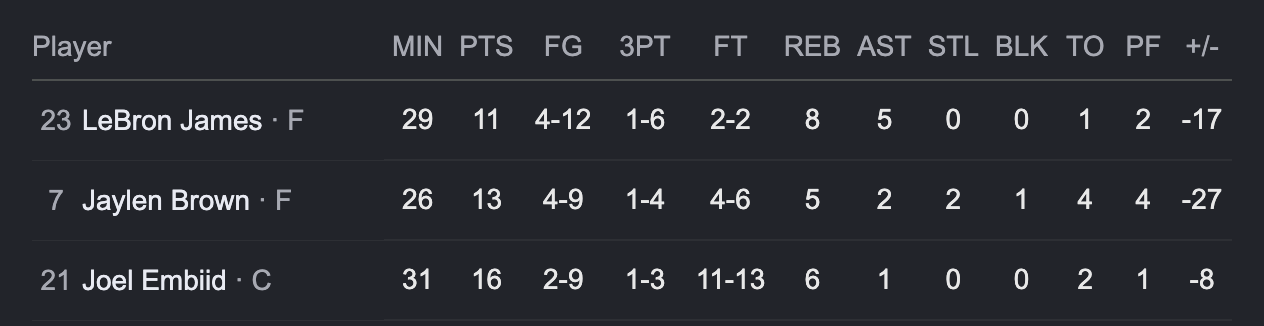 Player MIN PTS FG 3PT FT REB AST STL BLK TO PF +/-
23 LeBron James · F 29 11 4-12 1-6 2-2 8 5 0 0 1 2 -17
7 Jaylen Brown · F 26 13 4-9 1-4 4-6 5 2 2 1 4 4 -27
21 Joel Embiid · C 31 16 2-9 1-3 11-13 6 1 0 0 2 1 -8